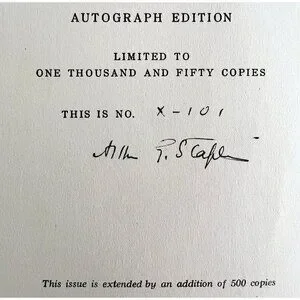 AUTOGRAPH EDITION
LIMITED TO
ONE THOUSAND AND FIFTY COPIES
THIS IS NO. X-101
This issue is extended by an addition of 500 copies